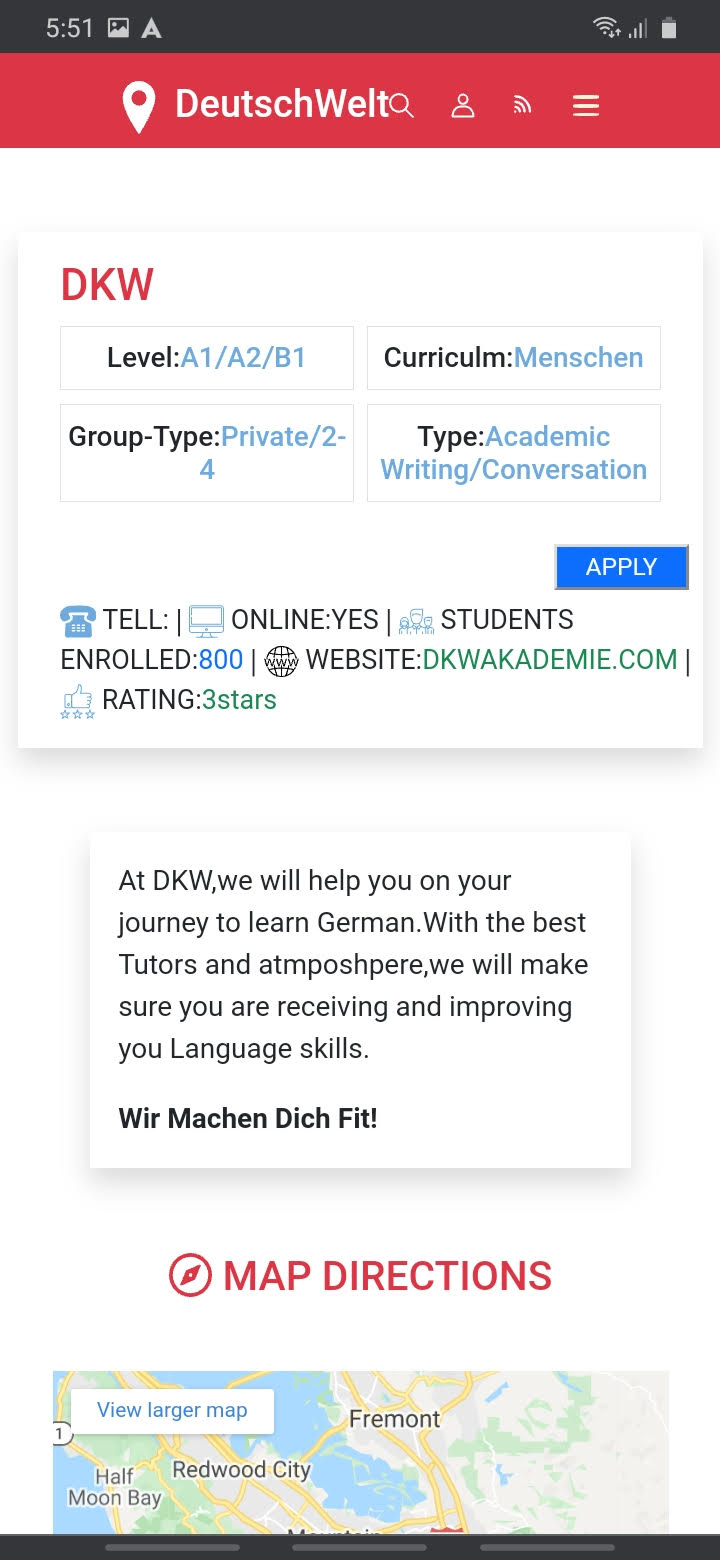 5:51
DeutschWelt
DKW
Level:A1/A2/B1
Curriculm:Menschen
Group-Type:Private/2-
4
Type:Academic
Writing/Conversation
APPLY
TELL: | ONLINE:YES | STUDENTS
ENROLLED:800 | WWW WEBSITE:DKWAKADEMIE.COM |
RATING:3stars
At DKW,we will help you on your
journey to learn German.With the best
Tutors and atmposhpere,we will make
sure you are receiving and improving
you Language skills.
Wir Machen Dich Fit!
MAP DIRECTIONS
View larger map
Fremont
1
Redwood City
Half
Moon Bay